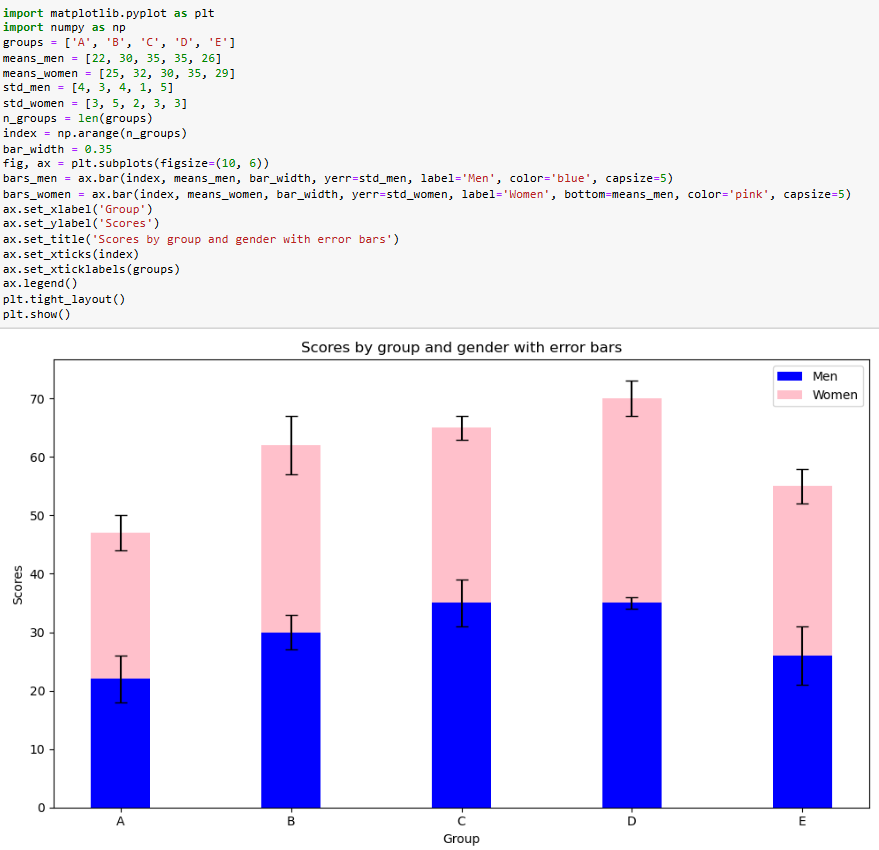 import matplotlib.pyplot as plt
import numpy as np
groups = ['A', 'B', 'C', 'D', 'E']
means_men = [22, 30, 35, 35, 26]
means_women = [25, 32, 30, 35, 29]
std_men = [4, 3, 4, 1, 5]
std_women = [3, 5, 2, 3, 3]
n_groups = len(groups)
index = np.arange(n_groups)
bar_width = 0.35
fig, ax = plt.subplots(figsize=(10, 6))
bars_men = ax.bar(index, means_men, bar_width, yerr=std_men, label='Men', color='blue', capsize=5)
bars_women = ax.bar(index, means_women, bar_width, yerr=std_women, label='Women', bottom=means_men, color='pink', capsize=5)
ax.set_xlabel('Group')
ax.set_ylabel('Scores')
ax.set_title('Scores by group and gender with error bars')
ax.set_xticks(index)
ax.set_xticklabels(groups)
ax.legend()
plt.tight_layout()
plt.show()
Scores by group and gender with error bars
Men
Women
70
60
50
40
30
20
10
0
Scores
A B C D E
Group